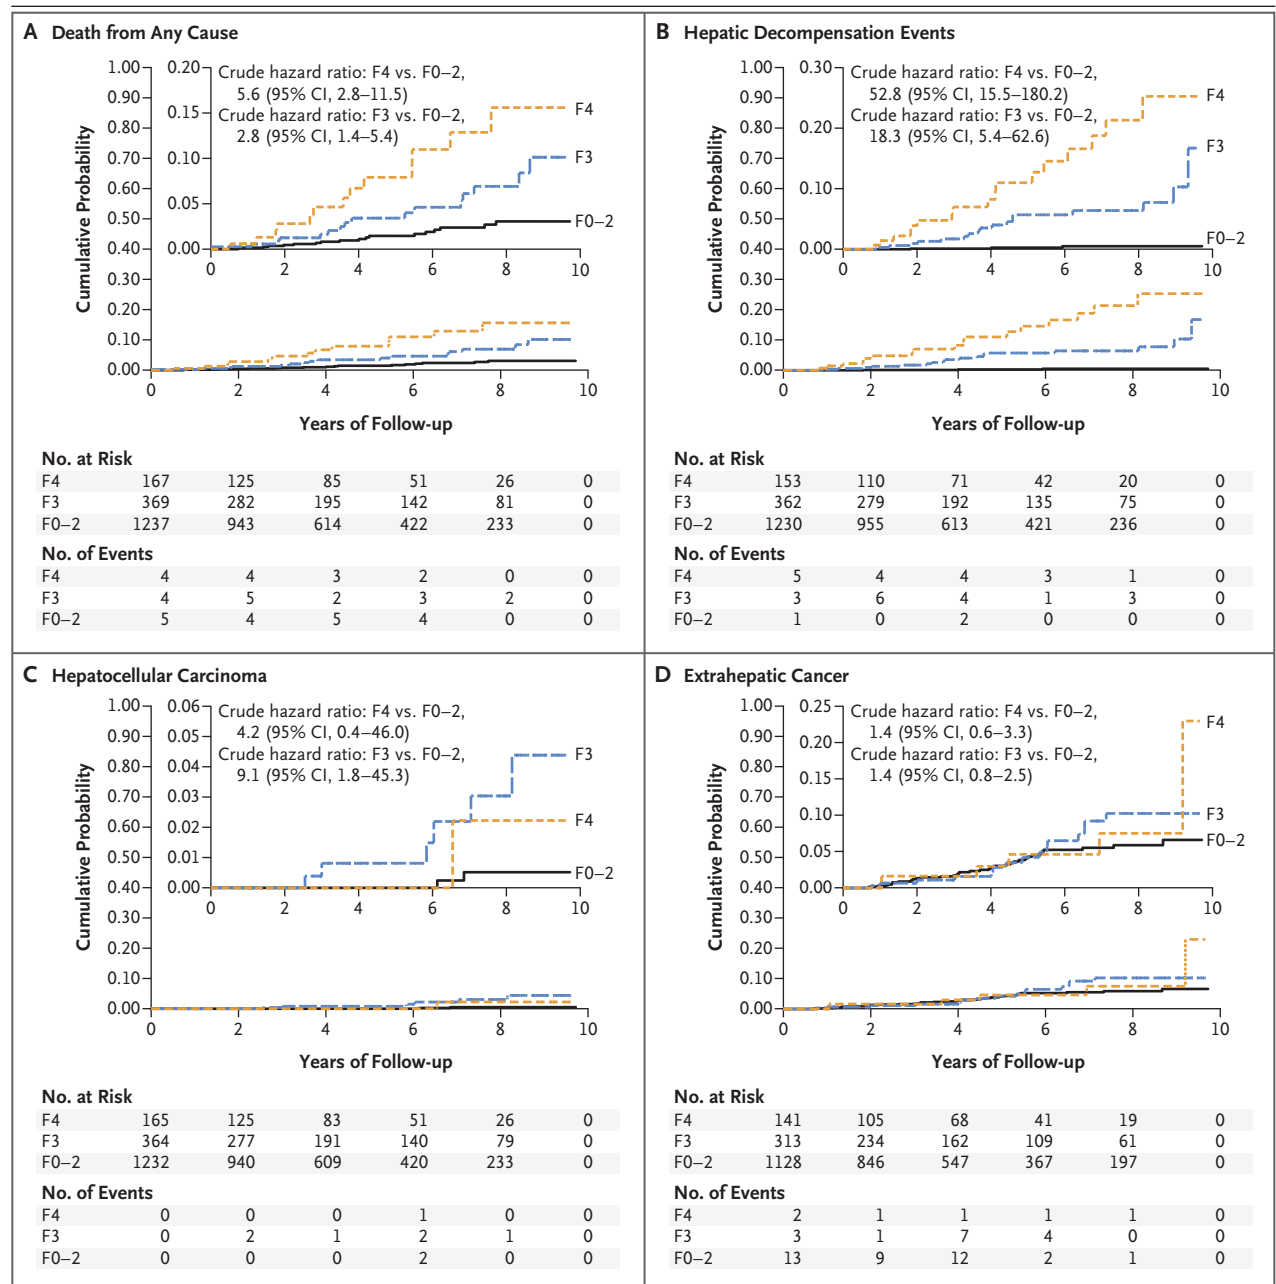 A Death from Any Cause
1.00
0.90
0.80
0.70
0.60
0.50
0.40
0.30
0.20
0.10
0.00
Cumulative Probability
0.20
0.15
0.10
0.05
0.00
Crude hazard ratio: F4 vs. F0–2,
5.6 (95% CI, 2.8–11.5)
Crude hazard ratio: F3 vs. F0–2,
2.8 (95% CI, 1.4–5.4)
F4
F3
F0–2
0 2 4 6 8 10
0 2 4 6 8 10
Years of Follow-up
No. at Risk
F4 167 125 85 51 26 0
F3 369 282 195 142 81 0
F0–2 1237 943 614 422 233 0
No. of Events
F4 4 4 3 2 0 0
F3 4 5 2 3 2 0
F0–2 5 4 5 4 0 0
B Hepatic Decompensation Events
1.00
0.90
0.80
0.70
0.60
0.50
0.40
0.30
0.20
0.10
0.00
Cumulative Probability
0.30
0.20
0.10
0.00
Crude hazard ratio: F4 vs. F0–2,
52.8 (95% CI, 15.5–180.2)
Crude hazard ratio: F3 vs. F0–2,
18.3 (95% CI, 5.4–62.6)
F4
F3
F0–2
0 2 4 6 8 10
0 2 4 6 8 10
Years of Follow-up
No. at Risk
F4 153 110 71 42 20 0
F3 362 279 192 135 75 0
F0–2 1230 955 613 421 236 0
No. of Events
F4 5 4 4 3 1 0
F3 3 6 4 1 3 0
F0–2 1 0 2 0 0 0
C Hepatocellular Carcinoma
1.00
0.90
0.80
0.70
0.60
0.50
0.40
0.30
0.20
0.10
0.00
Cumulative Probability
0.06
0.05
0.04
0.03
0.02
0.01
0.00
Crude hazard ratio: F4 vs. F0–2,
4.2 (95% CI, 0.4–46.0)
Crude hazard ratio: F3 vs. F0–2,
9.1 (95% CI, 1.8–45.3)
F3
F4
F0–2
0 2 4 6 8 10
0 2 4 6 8 10
Years of Follow-up
No. at Risk
F4 165 125 83 51 26 0
F3 364 277 191 140 79 0
F0–2 1232 940 609 420 233 0
No. of Events
F4 0 0 0 1 0 0
F3 0 2 1 2 1 0
F0–2 0 0 0 2 0 0
D Extrahepatic Cancer
1.00
0.90
0.80
0.70
0.60
0.50
0.40
0.30
0.20
0.10
0.00
Cumulative Probability
0.25
0.20
0.15
0.10
0.05
0.00
Crude hazard ratio: F4 vs. F0–2,
1.4 (95% CI, 0.6–3.3)
Crude hazard ratio: F3 vs. F0–2,
1.4 (95% CI, 0.8–2.5)
F4
F3
F0–2
0 2 4 6 8 10
0 2 4 6 8 10
Years of Follow-up
No. at Risk
F4 141 105 68 41 19 0
F3 313 234 162 109 61 0
F0–2 1128 846 547 367 197 0
No. of Events
F4 2 1 1 1 1 0
F3 3 1 7 4 0 0
F0–2 13 9 12 2 1 0